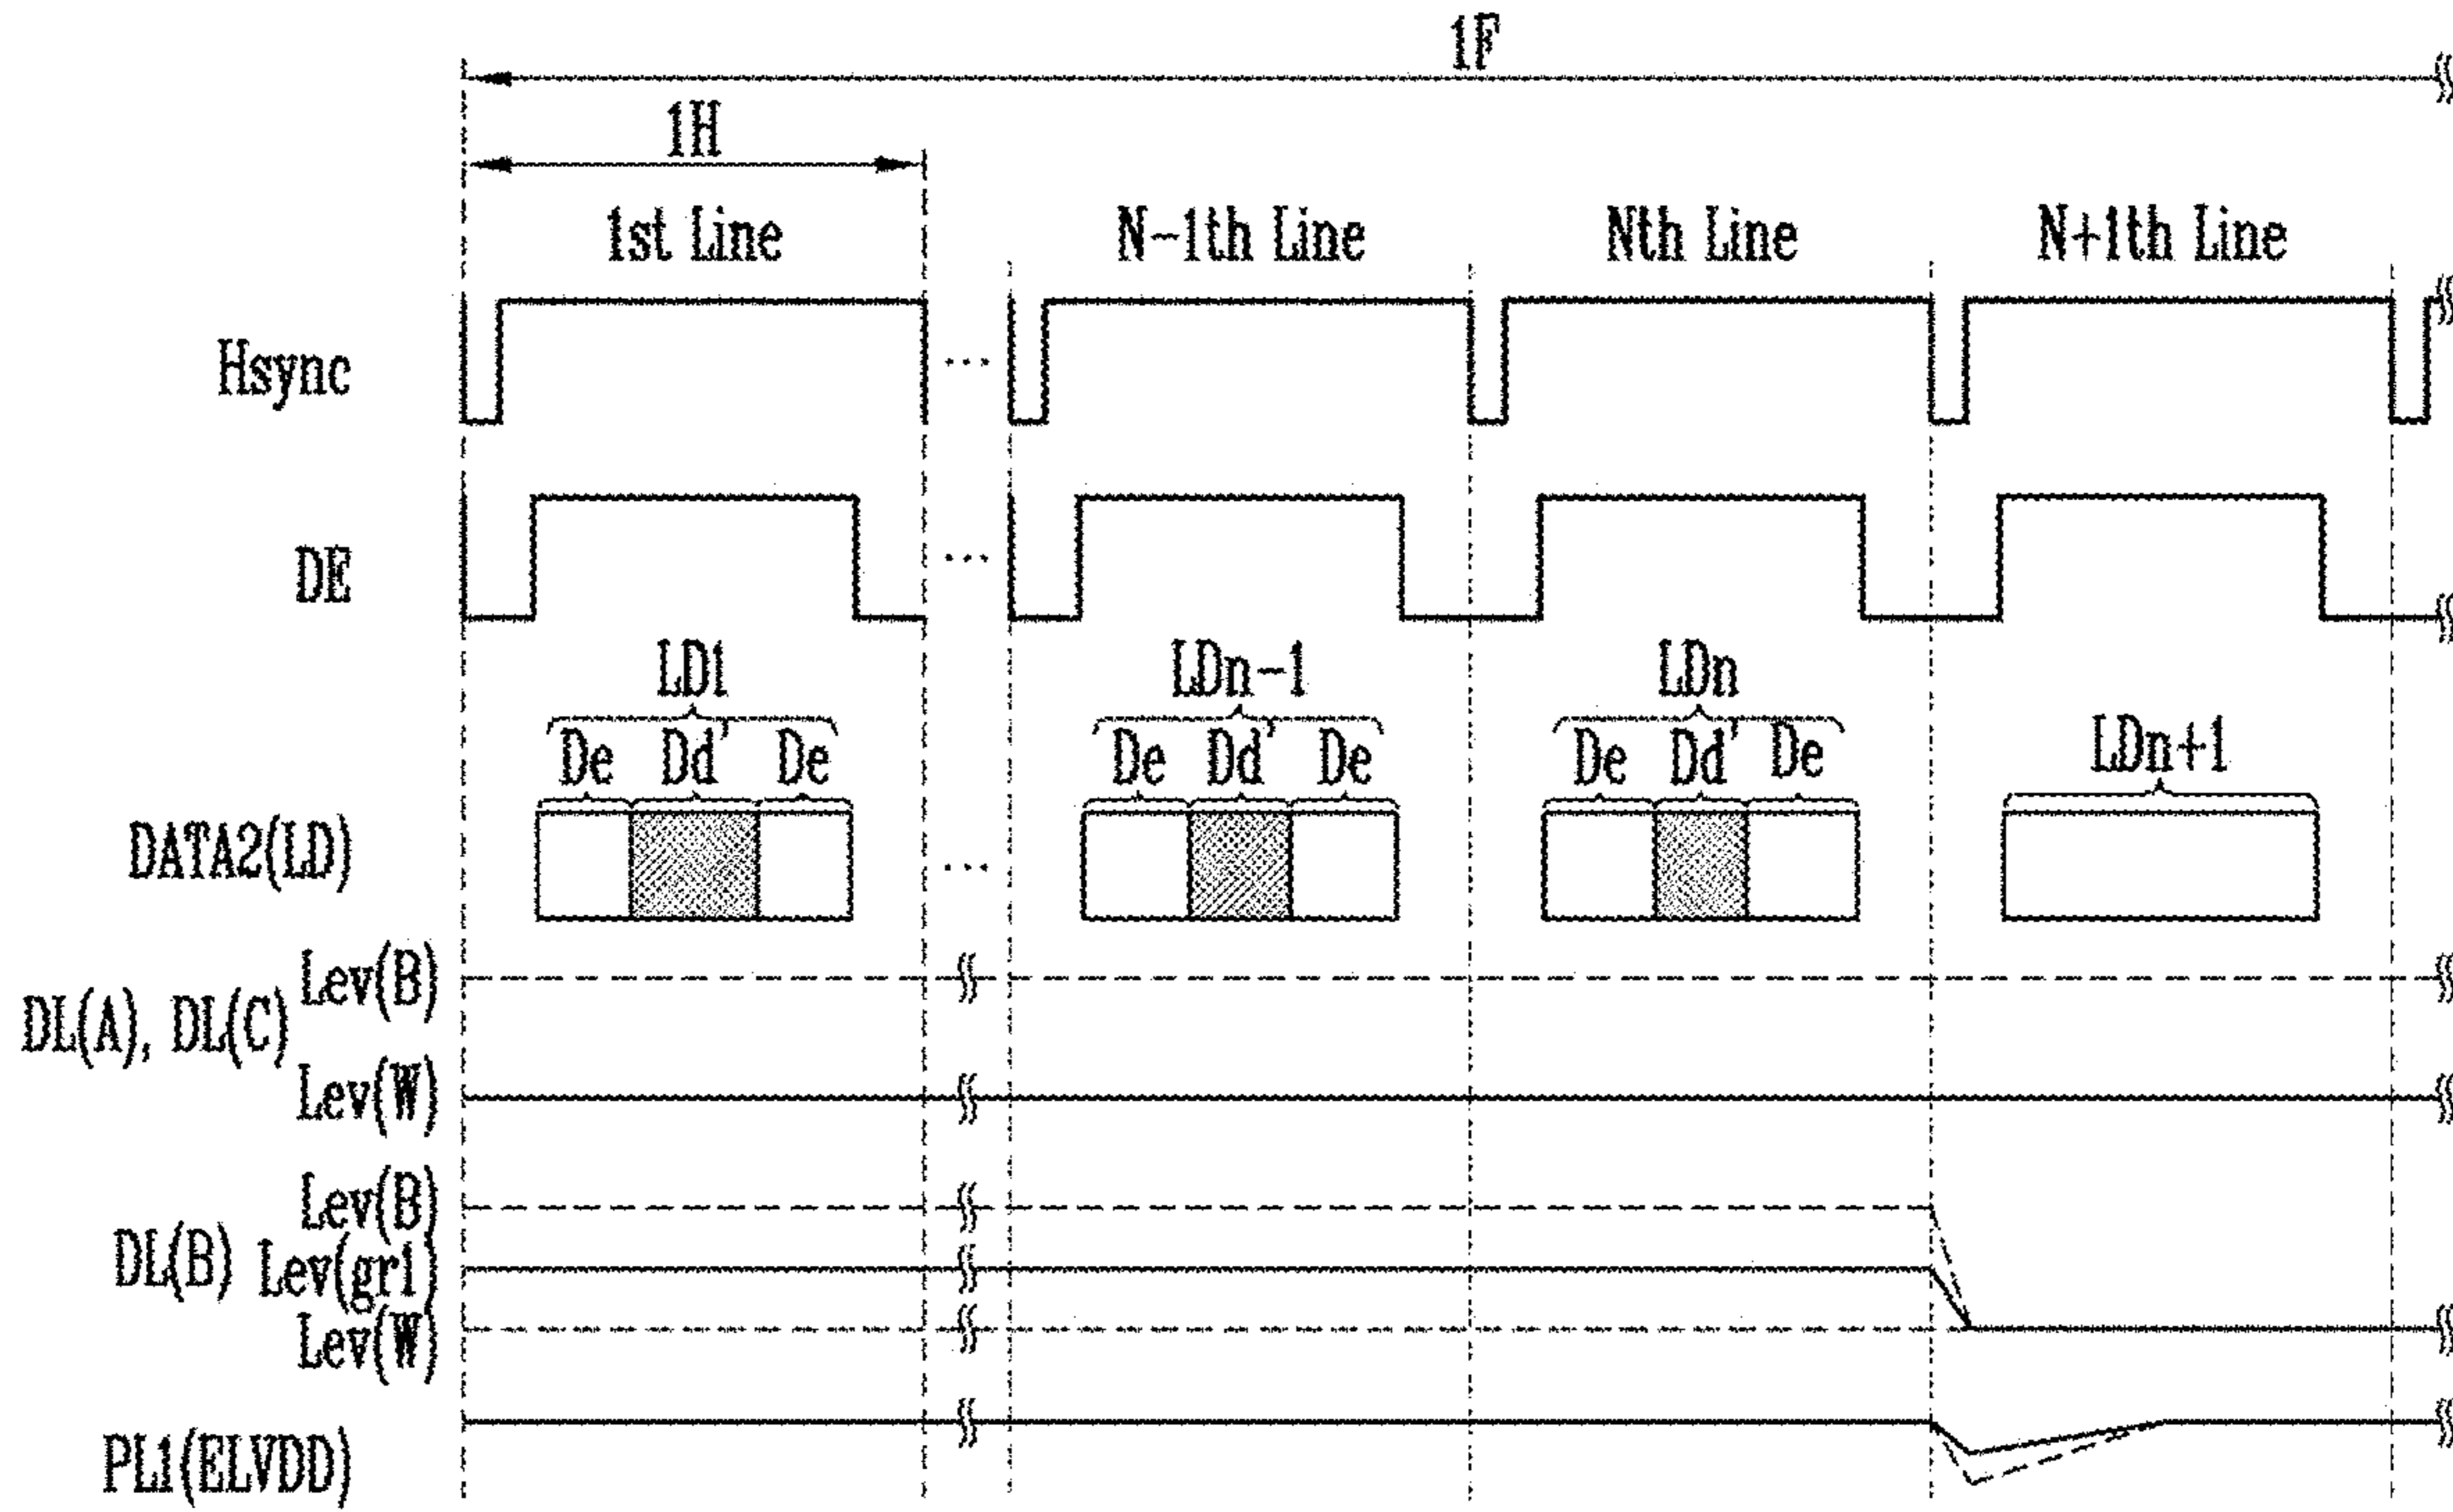 1F
1H
1st Line N-1th Line Nth Line N+1th Line
Hsync ...
DE ...
LD1 LDn-1 LDn
De Dd' De De Dd' De De Dd' De LDn+1
DATA2(LD) ...
Lev(B)
DL(A), DL(C)
Lev(W)
Lev(B)
DL(B) Lev(gr1)
Lev(W)
PL1(ELVDD)